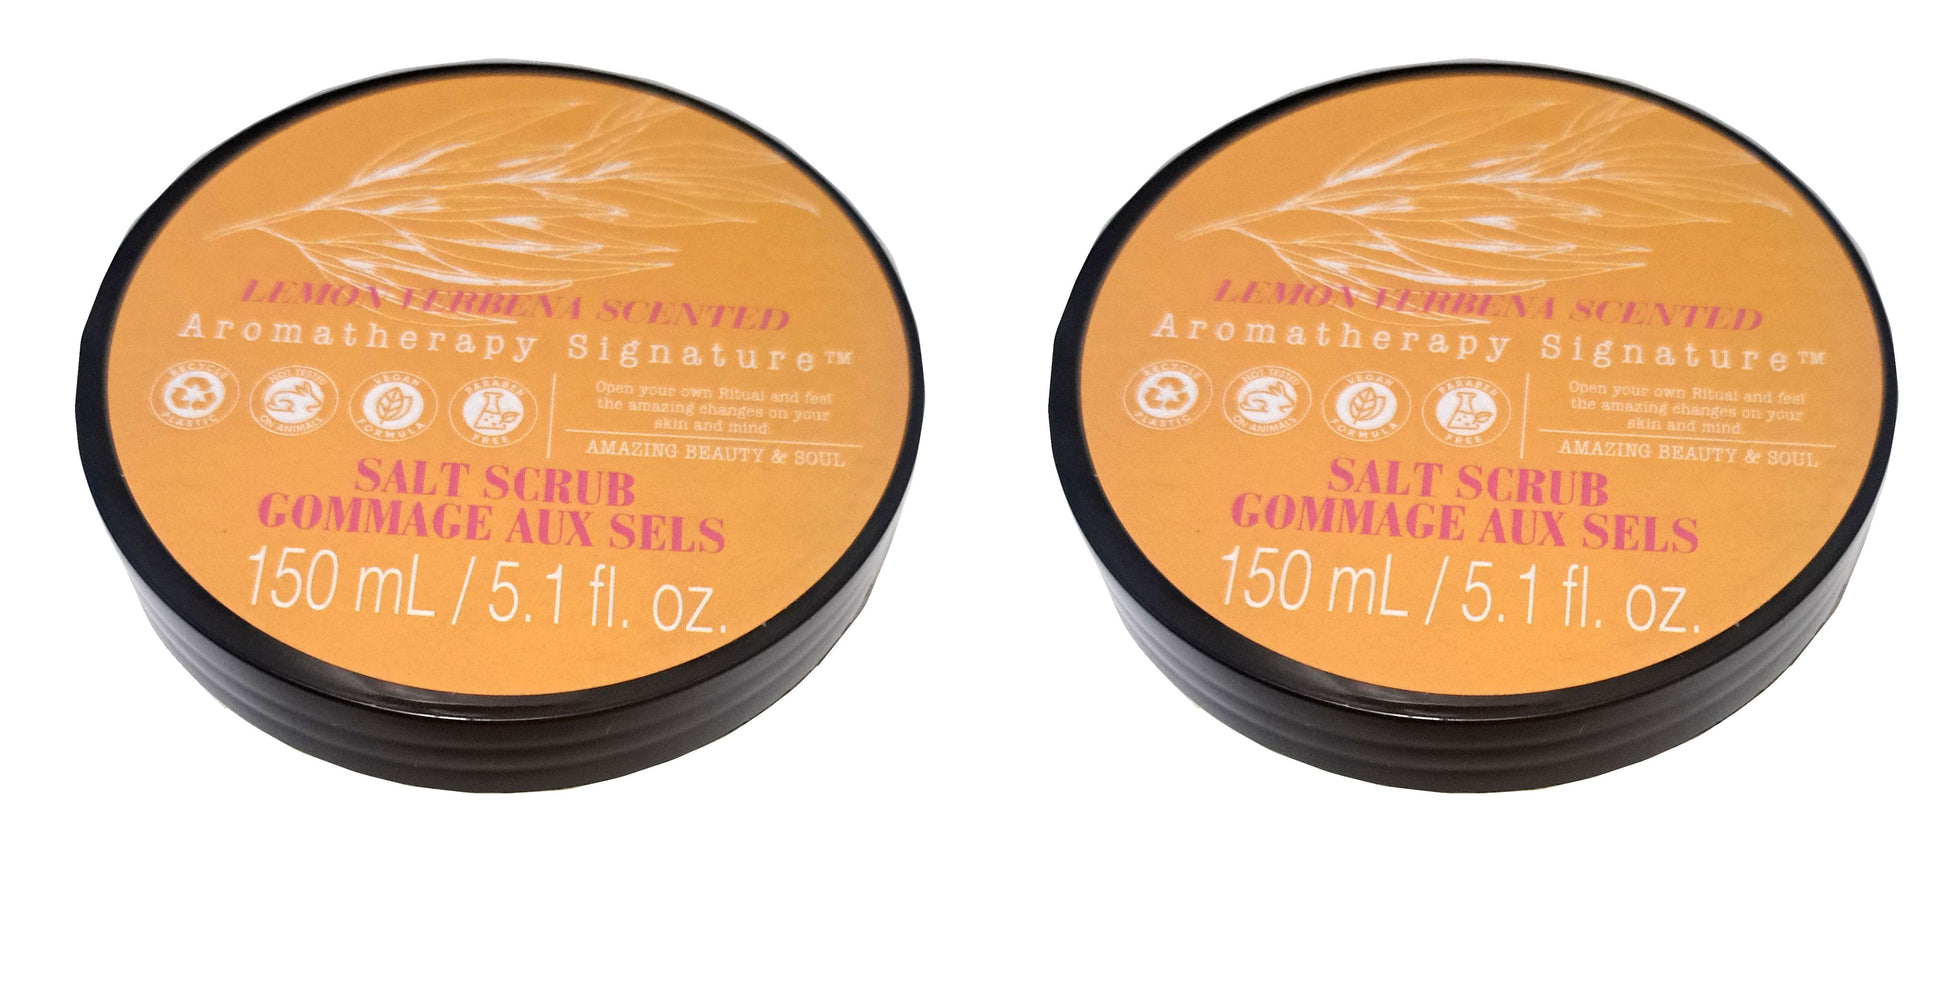 LEMON VERBENA SCENTED
Aromatherapy Signature™
RECYCLE
PLASTIC
NOT TESTED
ON ANIMALS
VEGAN
FORMULA
PARABEN
FREE
Open your own Ritual and feel
the amazing changes on your
skin and mind.
AMAZING BEAUTY & SOUL
SALT SCRUB
GOMMAGE AUX SELS
150 mL / 5.1 fl. oz.
LEMON VERBENA SCENTED
Aromatherapy Signature™
RECYCLE
PLASTIC
NOT TESTED
ON ANIMALS
VEGAN
FORMULA
PARABEN
FREE
Open your own Ritual and feel
the amazing changes on your
skin and mind.
AMAZING BEAUTY & SOUL
SALT SCRUB
GOMMAGE AUX SELS
150 mL / 5.1 fl. oz.